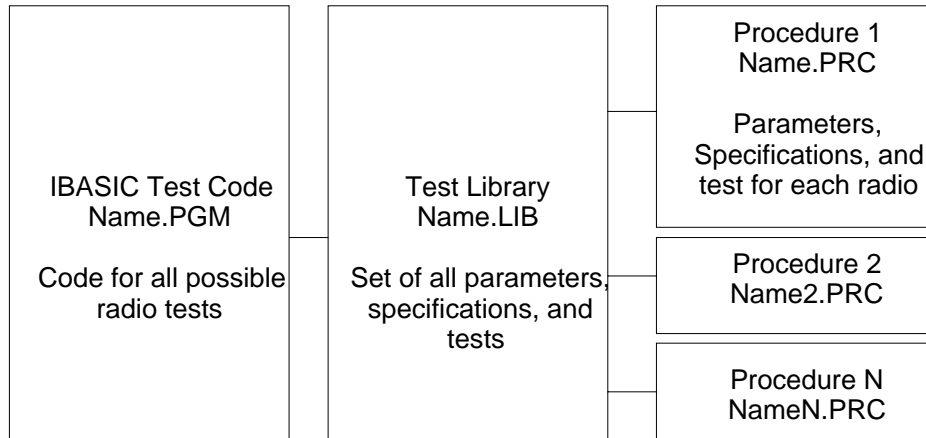 IBASIC Test Code
Name.PGM
Code for all possible
radio tests
Test Library
Name.LIB
Set of all parameters,
specifications, and
tests
Procedure 1
Name.PRC
Parameters,
Specifications, and
test for each radio
Procedure 2
Name2.PRC
Procedure N
NameN.PRC